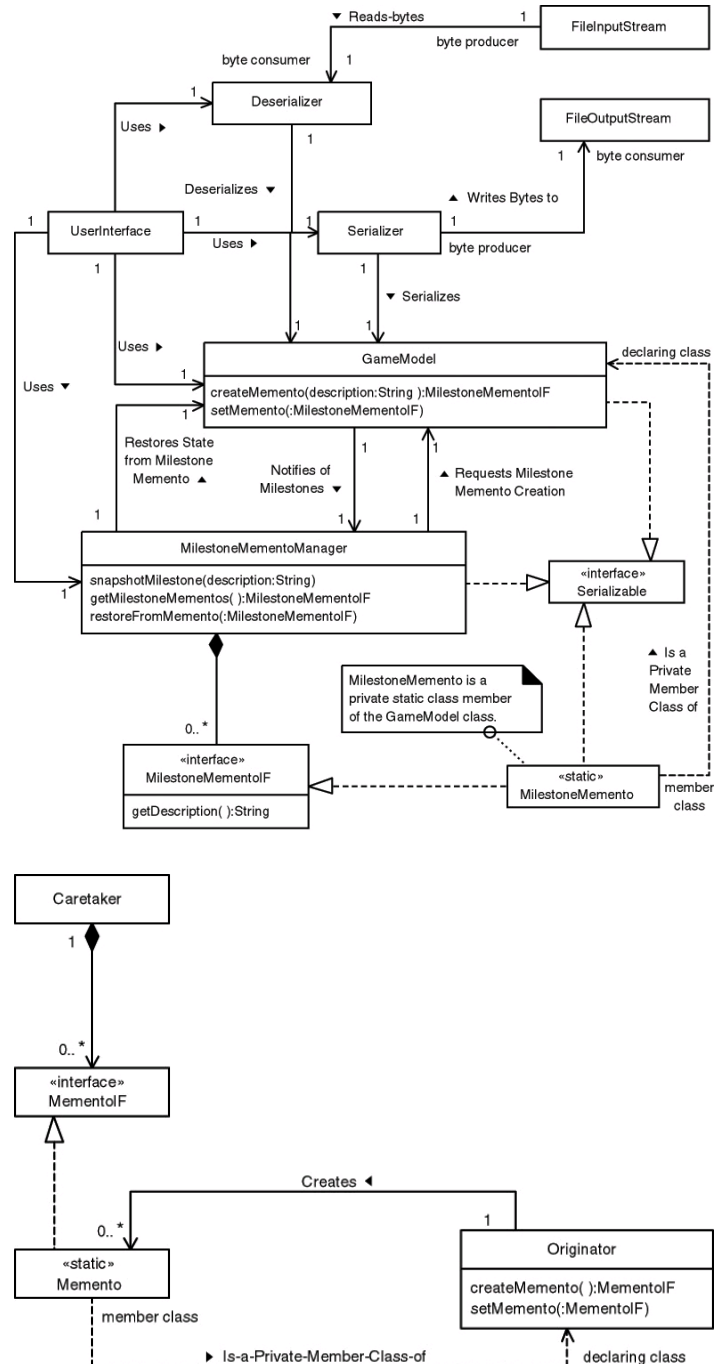 ▼ Reads-bytes
1
FileInputStream
byte producer
byte consumer
1
1
Deserializer
FileOutputStream
Uses ►
1
1
byte consumer
Deserializes ▼
▲ Writes Bytes to
1
UserInterface
1
Uses ►
1
Serializer
1
byte producer
1
1
▼ Serializes
1
1
Uses ►
1
GameModel
declaring class
Uses ▼
createMemento(description:String ):MilestoneMementoIF
setMemento(:MilestoneMementoIF)
1
Restores State
from Milestone
Memento ▲
1
1
Notifies of
Milestones ▼
▲ Requests Milestone
Memento Creation
1
1
1
MilestoneMementoManager
snapshotMilestone(description:String)
getMilestoneMementos( ):MilestoneMementoIF
restoreFromMemento(:MilestoneMementoIF)
1
«interface»
Serializable
▲ Is a
Private
Member
Class of
MilestoneMemento is a
private static class member
of the GameModel class.
0.. *
«interface»
MilestoneMementoIF
getDescription( ):String
«static»
MilestoneMemento
member
class
Caretaker
1
0.. *
«interface»
MementoIF
Creates ◄
0.. *
1
«static»
Memento
Originator
createMemento( ):MementoIF
setMemento(:MementoIF)
member class
► Is-a-Private-Member-Class-of
declaring class